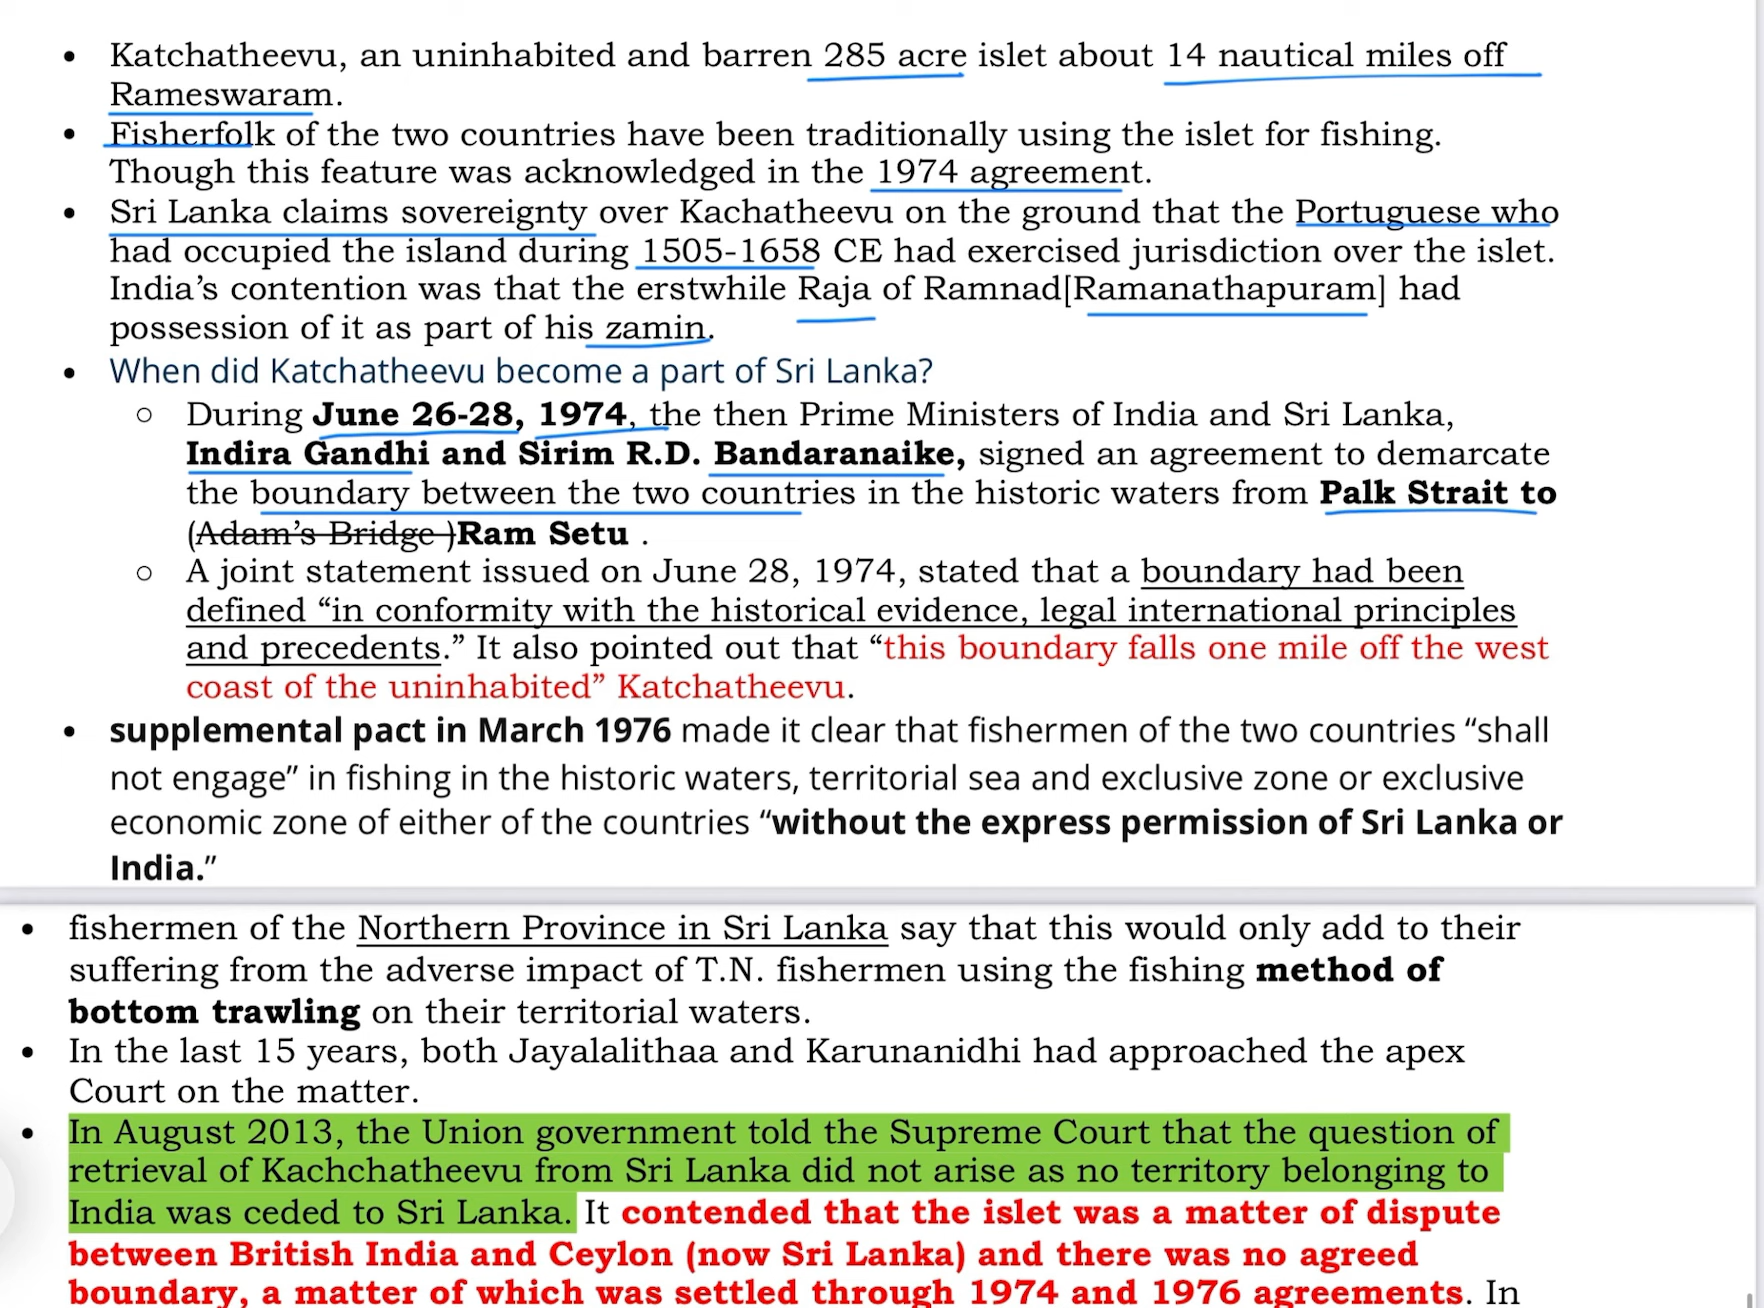 • Katchatheevu, an uninhabited and barren 285 acre islet about 14 nautical miles off
Rameswaram.
• Fisherfolk of the two countries have been traditionally using the islet for fishing.
Though this feature was acknowledged in the 1974 agreement.
• Sri Lanka claims sovereignty over Kachatheevu on the ground that the Portuguese who
had occupied the island during 1505-1658 CE had exercised jurisdiction over the islet.
India’s contention was that the erstwhile Raja of Ramnad[Ramanathapuram] had
possession of it as part of his zamin.
• When did Katchatheevu become a part of Sri Lanka?
○ During June 26-28, 1974, the then Prime Ministers of India and Sri Lanka,
Indira Gandhi and Sirim R.D. Bandaranaike, signed an agreement to demarcate
the boundary between the two countries in the historic waters from Palk Strait to
(Adam’s Bridge )Ram Setu .
○ A joint statement issued on June 28, 1974, stated that a boundary had been
defined “in conformity with the historical evidence, legal international principles
and precedents.” It also pointed out that “this boundary falls one mile off the west
coast of the uninhabited” Katchatheevu.
• supplemental pact in March 1976 made it clear that fishermen of the two countries “shall
not engage” in fishing in the historic waters, territorial sea and exclusive zone or exclusive
economic zone of either of the countries “without the express permission of Sri Lanka or
India.”
• fishermen of the Northern Province in Sri Lanka say that this would only add to their
suffering from the adverse impact of T.N. fishermen using the fishing method of
bottom trawling on their territorial waters.
• In the last 15 years, both Jayalalithaa and Karunanidhi had approached the apex
Court on the matter.
• In August 2013, the Union government told the Supreme Court that the question of
retrieval of Kachchatheevu from Sri Lanka did not arise as no territory belonging to
India was ceded to Sri Lanka. It contended that the islet was a matter of dispute
between British India and Ceylon (now Sri Lanka) and there was no agreed
boundary, a matter of which was settled through 1974 and 1976 agreements. In